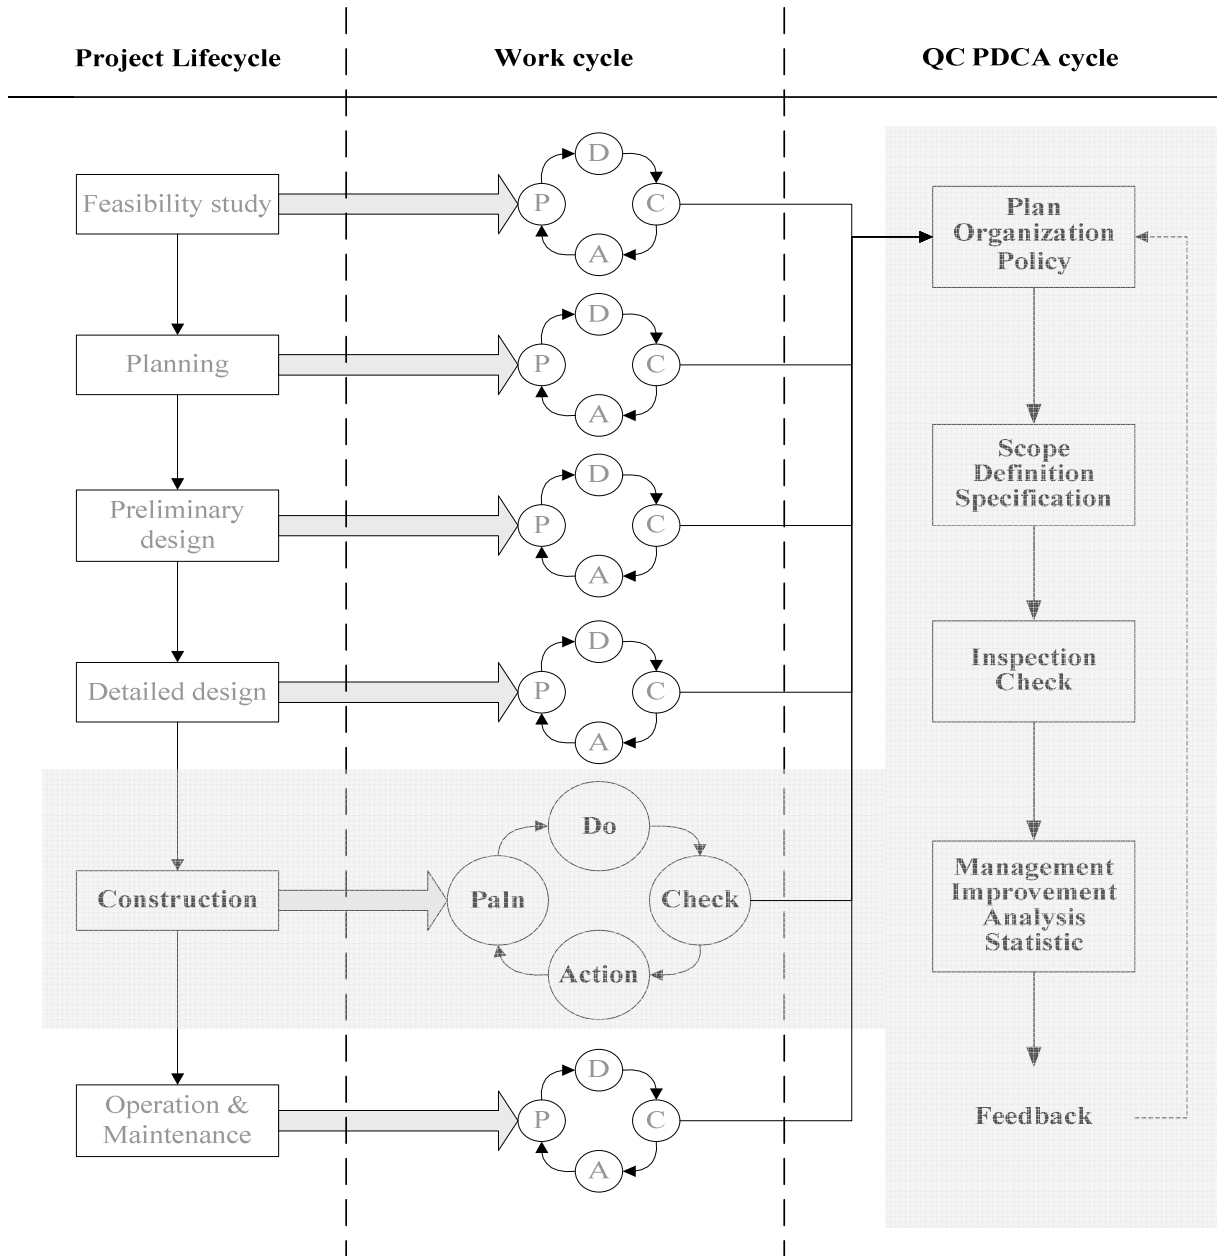 Project Lifecycle
Work cycle
QC PDCA cycle
Feasibility study
D
P
C
A
Plan
Organization
Policy
Planning
D
P
C
A
Scope
Definition
Specification
Preliminary
design
D
P
C
A
Inspection
Check
Detailed design
D
P
C
A
Construction
Do
Paln
Check
Action
Management
Improvement
Analysis
Statistic
Operation &
Maintenance
D
P
C
A
Feedback